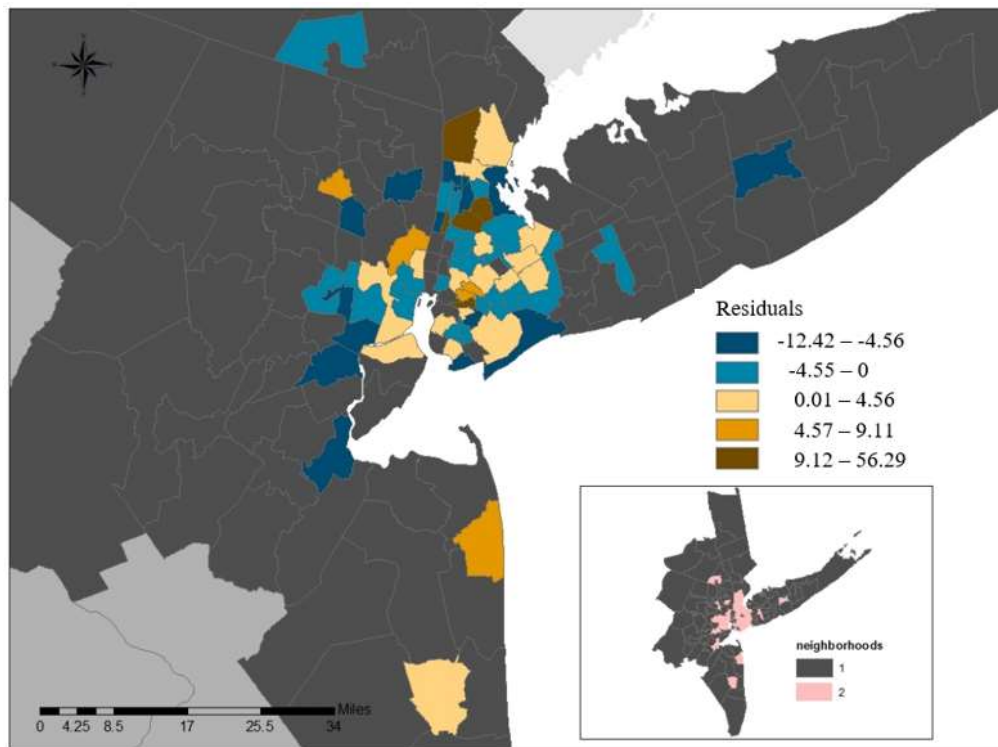 Residuals
-12.42 – -4.56
-4.55 – 0
0.01 – 4.56
4.57 – 9.11
9.12 – 56.29
neighborhoods
1
2
Miles
0 4.25 8.5 17 25.5 34